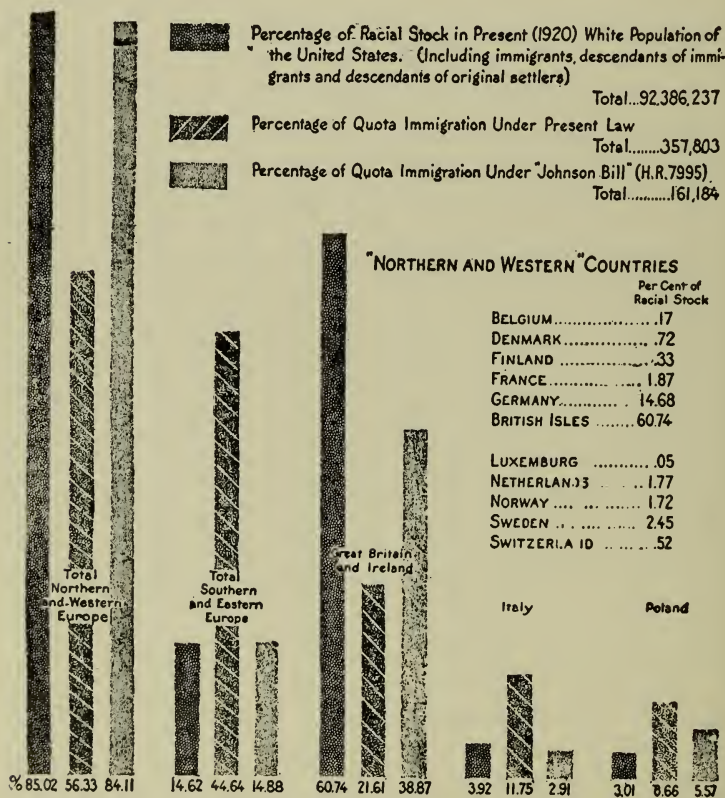 Percentage of Racial Stock in Present (1920) White Population of
the United States. (Including immigrants, descendants of immi-
grants and descendants of original settlers)
Total...92,386,237
Percentage of Quota Immigration Under Present Law
Total........357,803
Percentage of Quota Immigration Under "Johnson Bill" (H.R.7995)
Total...........161,184
"NORTHERN AND WESTERN" COUNTRIES
Per Cent of
Racial Stock
BELGIUM..................17
DENMARK..................72
FINLAND..................33
FRANCE................1.87
GERMANY............14.68
BRITISH ISLES........60.74
LUXEMBURG............05
NETHERLANDS.....1.77
NORWAY............1.72
SWEDEN............2.45
SWITZERLAND........52
Total
Northern
and Western
Europe
Total
Southern
and Eastern
Europe
Great Britain
and Ireland
Italy
Poland
% 85.02 56.33 84.11 14.62 44.64 14.88 60.74 21.61 38.87 3.92 11.75 2.91 3.01 8.66 5.57